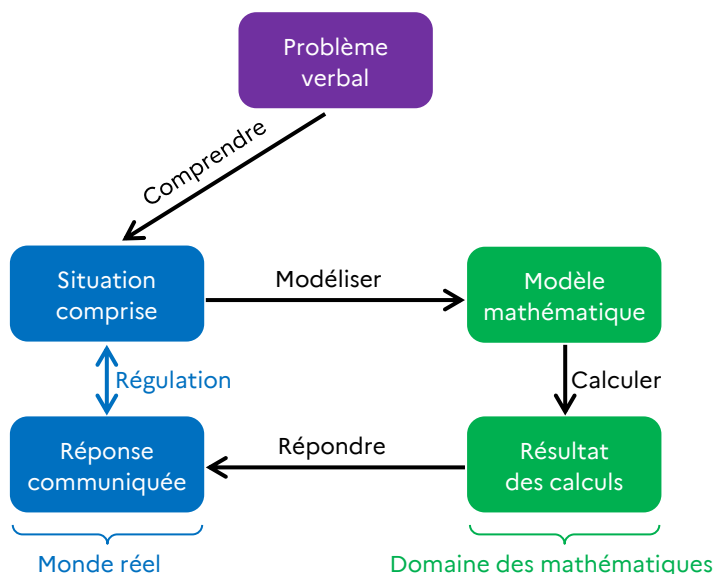 Problème
verbal
Comprendre
Situation
comprise
Modéliser
Modèle
mathématique
Régulation
Calculer
Réponse
communiquée
Répondre
Résultat
des calculs
Monde réel
Domaine des mathématiques